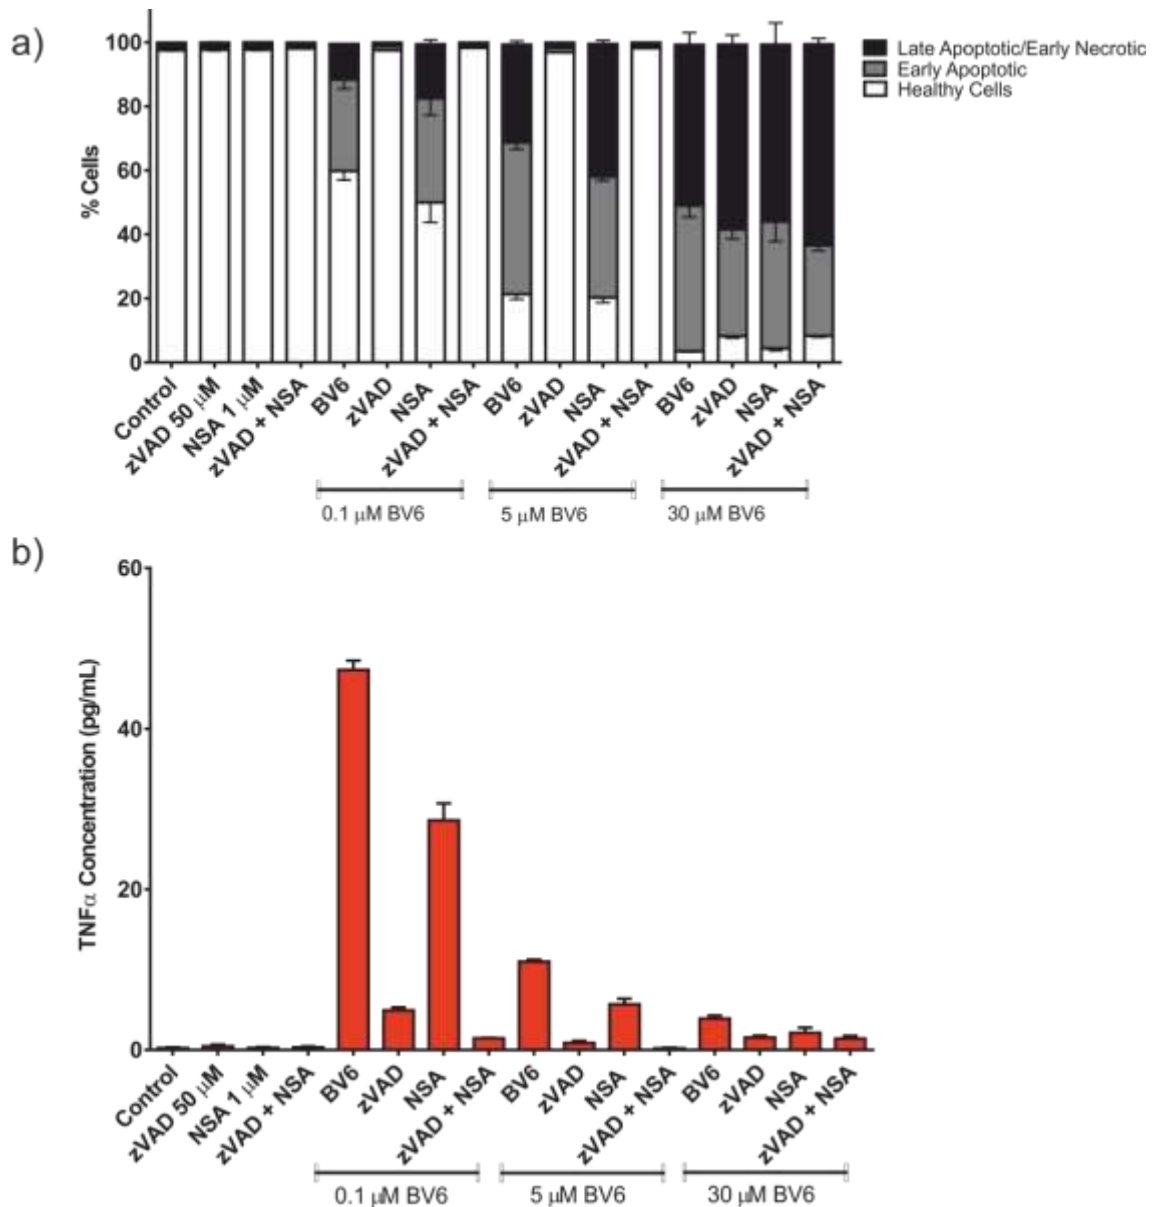 a)
100
80
60
40
20
0
% Cells
Late Apoptotic/Early Necrotic
Early Apoptotic
Healthy Cells
Control
zVAD 50 μM
NSA 1 μM
zVAD + NSA
BV6
zVAD
NSA
zVAD + NSA
BV6
zVAD
NSA
zVAD + NSA
BV6
zVAD
NSA
zVAD + NSA
0.1 μM BV6
5 μM BV6
30 μM BV6
b)
60
40
20
0
TNFα Concentration (pg/mL)
Control
zVAD 50 μM
NSA 1 μM
zVAD + NSA
BV6
zVAD
NSA
zVAD + NSA
BV6
zVAD
NSA
zVAD + NSA
BV6
zVAD
NSA
zVAD + NSA
0.1 μM BV6
5 μM BV6
30 μM BV6